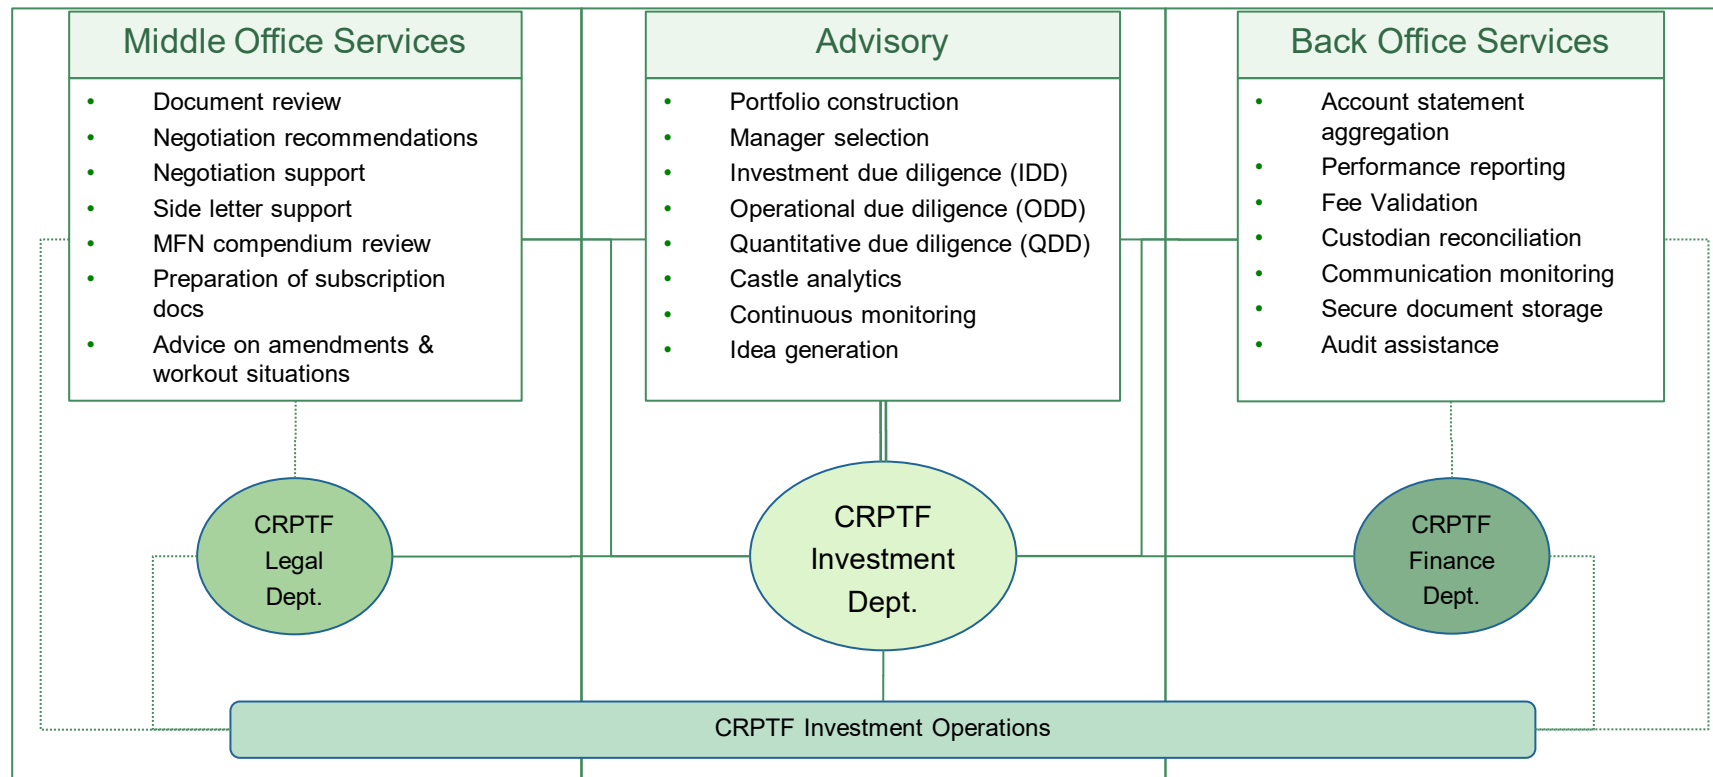 Middle Office Services
• Document review
• Negotiation recommendations
• Negotiation support
• Side letter support
• MFN compendium review
• Preparation of subscription
docs
• Advice on amendments &
workout situations
Advisory
• Portfolio construction
• Manager selection
• Investment due diligence (IDD)
• Operational due diligence (ODD)
• Quantitative due diligence (QDD)
• Castle analytics
• Continuous monitoring
• Idea generation
Back Office Services
• Account statement
aggregation
• Performance reporting
• Fee Validation
• Custodian reconciliation
• Communication monitoring
• Secure document storage
• Audit assistance
CRPTF
Legal
Dept.
CRPTF
Investment
Dept.
CRPTF
Finance
Dept.
CRPTF Investment Operations